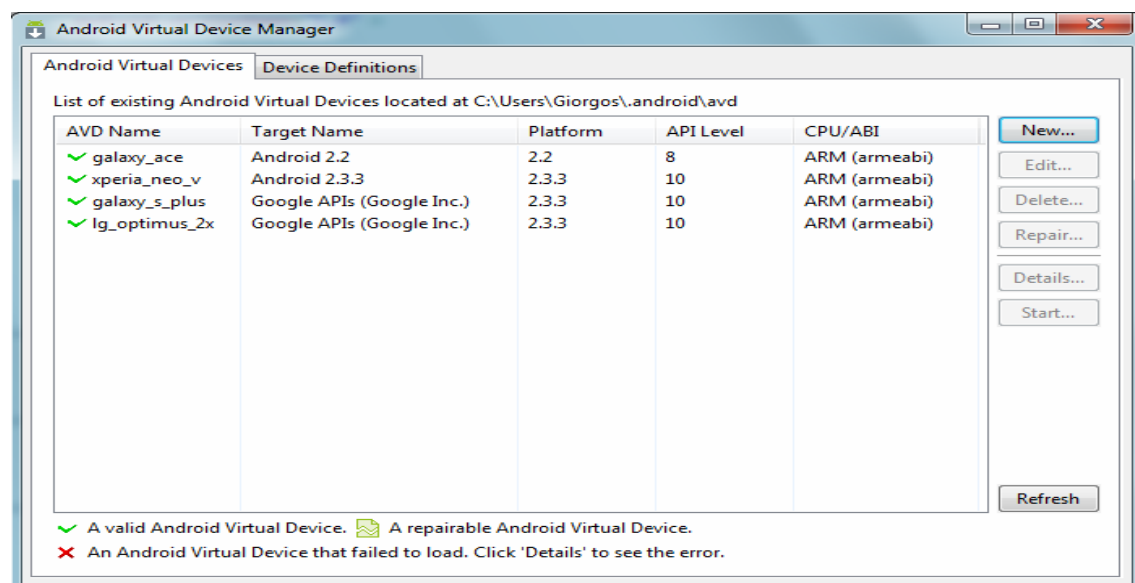 Android Virtual Device Manager
Android Virtual Devices Device Definitions
List of existing Android Virtual Devices located at C:\Users\Giorgos\.android\avd
AVD Name Target Name Platform API Level CPU/ABI New...
galaxy_ace Android 2.2 2.2 8 ARM (armeabi)
Edit...
xperia_neo_v Android 2.3.3 2.3.3 10 ARM (armeabi)
galaxy_s_plus Google APIs (Google Inc.) 2.3.3 10 ARM (armeabi) Delete...
lg_optimus_2x Google APIs (Google Inc.) 2.3.3 10 ARM (armeabi)
Repair...
Details...
Start...
Refresh
A valid Android Virtual Device. A repairable Android Virtual Device.
An Android Virtual Device that failed to load. Click 'Details' to see the error.